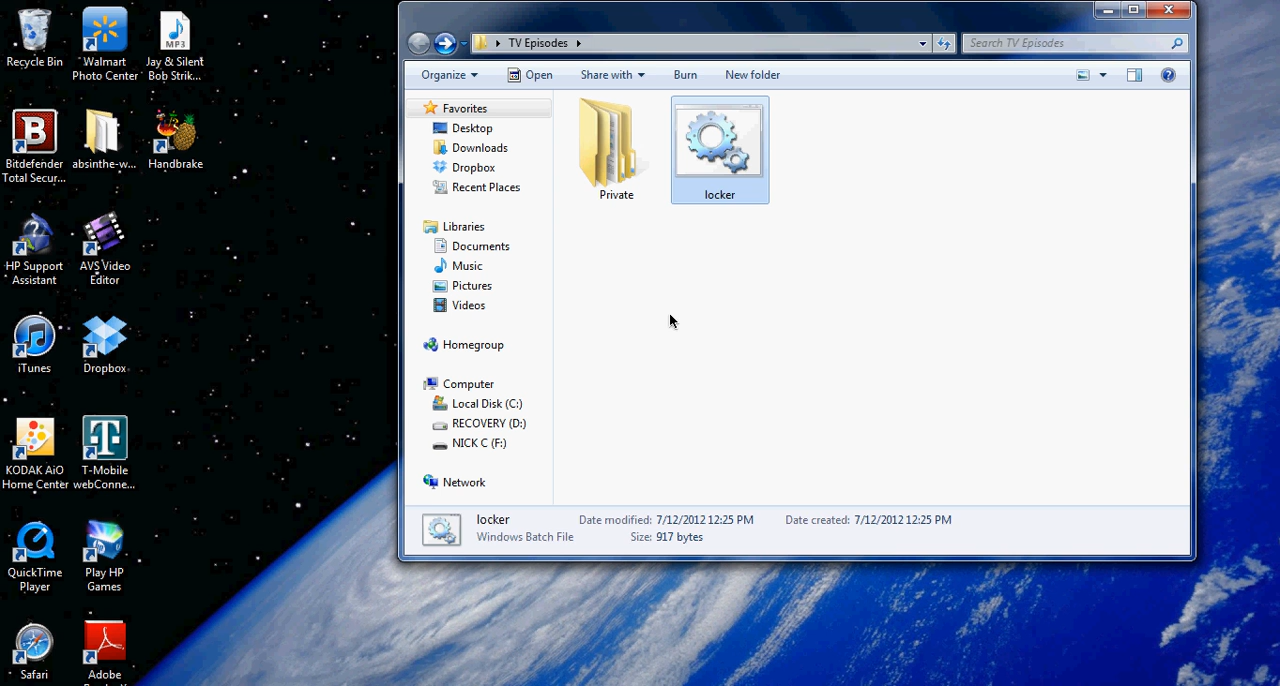 Recycle Bin
Walmart
Photo Center
Jay & Silent
Bob Strik...
MP3
Bitdefender
Total Secur...
absinthe-w...
Handbrake
HP Support
Assistant
AVS Video
Editor
iTunes
Dropbox
KODAK AiO
Home Center
T-Mobile
webConne...
QuickTime
Player
Play HP
Games
Safari
Adobe
TV Episodes
Search TV Episodes
Organize
Open
Share with
Burn
New folder
Favorites
Desktop
Downloads
Dropbox
Recent Places
Libraries
Documents
Music
Pictures
Videos
Homegroup
Computer
Local Disk (C:)
RECOVERY (D:)
NICK C (F:)
Network
Private
locker
locker
Date modified: 7/12/2012 12:25 PM
Date created: 7/12/2012 12:25 PM
Windows Batch File
Size: 917 bytes